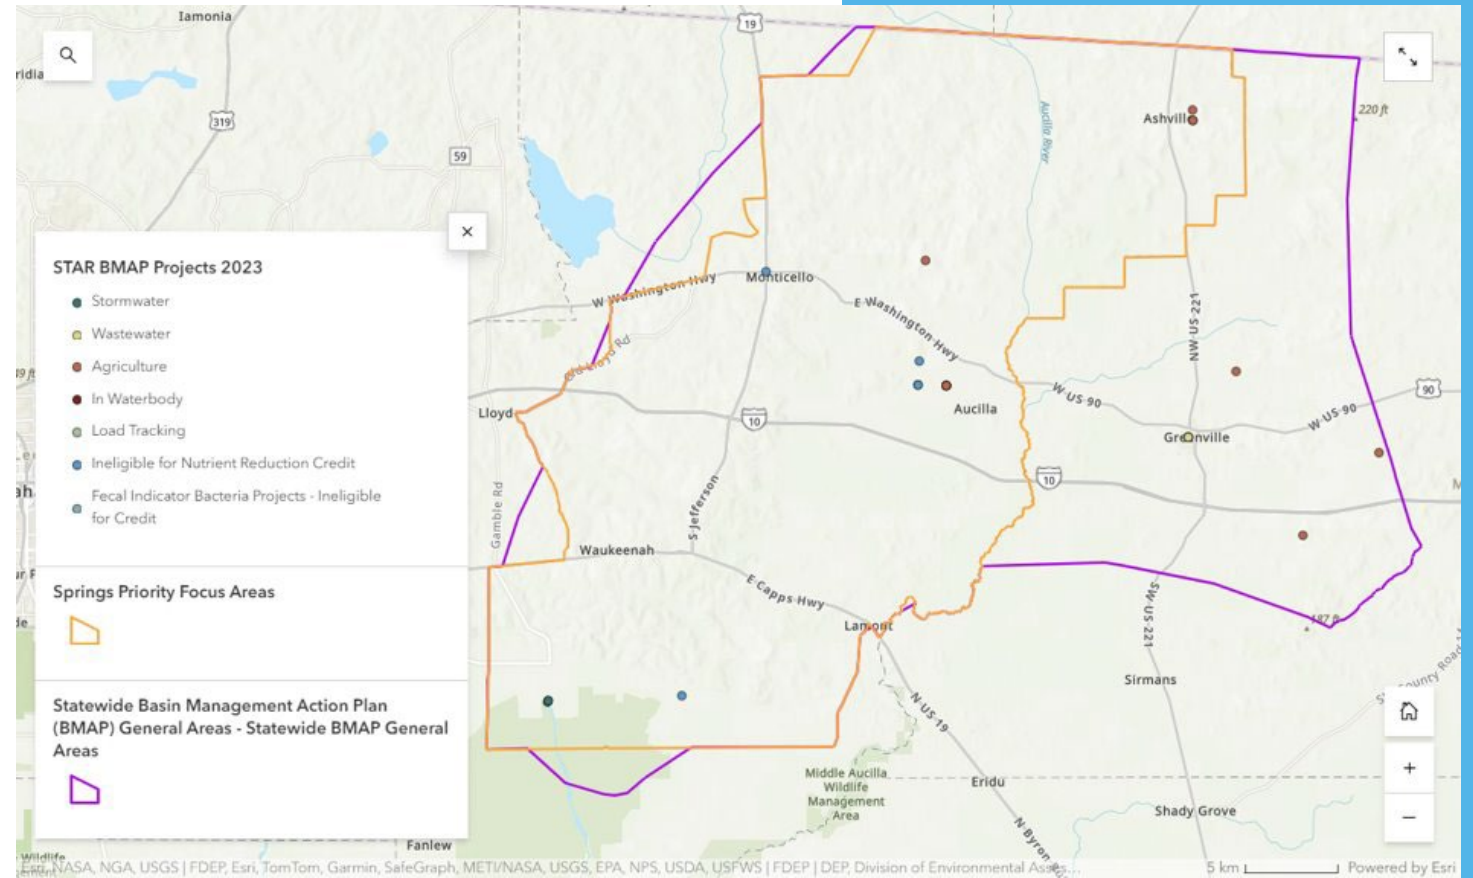 Iamonia
19
ridia
319
59
Aucilla River
Ashville
220 ft
STAR BMAP Projects 2023
Stormwater
Wastewater
Agriculture
In Waterbody
Load Tracking
Ineligible for Nutrient Reduction Credit
Fecal Indicator Bacteria Projects - Ineligible
for Credit
Springs Priority Focus Areas
Statewide Basin Management Action Plan
(BMAP) General Areas - Statewide BMAP General
Areas
W Washington Hwy
Monticello
E Washington Hwy
NW US-221
Old Lloyd Rd
W US 90
W US-90
90
Lloyd
10
Aucilla
Greenville
10
Gamble Rd
S Jefferson
Waukeenah
E Capps Hwy
Lamont
SW US-221
187 ft
Sirmans
N US-19
Middle Aucilla
Wildlife
Management
Area
Eridu
Shady Grove
Fanlew
N Byron
Wildlife
5 km
Powered by Esri
Esri, NASA, NGA, USGS | FDEP, Esri, TomTom, Garmin, SafeGraph, METI/NASA, USGS, EPA, NPS, USDA, USFWS | FDEP | DEP, Division of Environmental Asses...